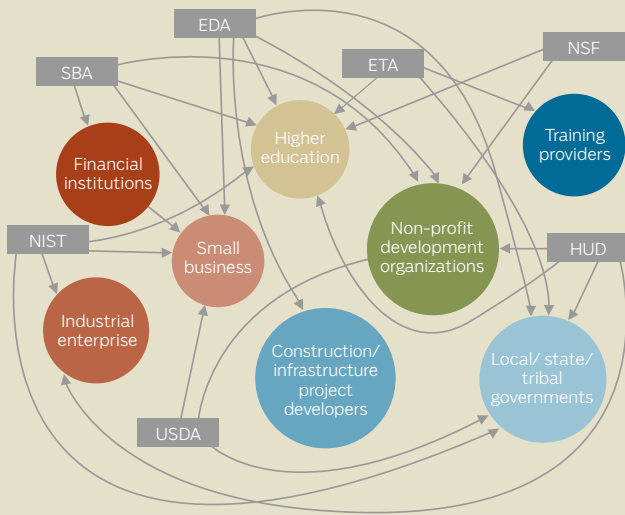 EDA
NSF
ETA
SBA
Higher
education
Training
providers
Financial
institutions
Non-profit
development
organizations
NIST
Small
business
HUD
Industrial
enterprise
Construction/
infrastructure
project
developers
Local/ state/
tribal
governments
USDA